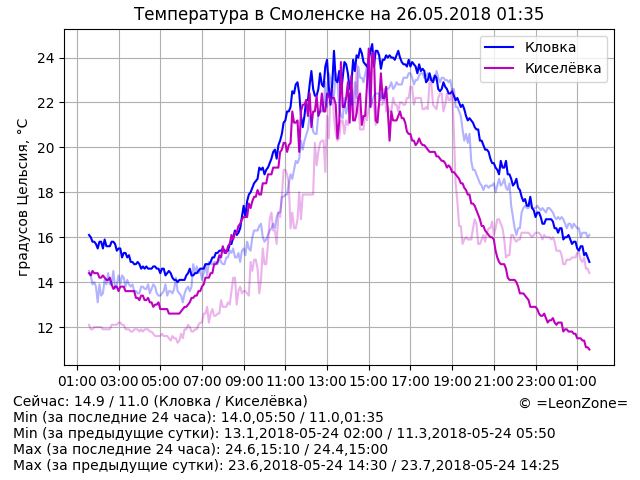 Температура в Смоленске на 26.05.2018 01:35
Кловка
Киселёвка
градусов Цельсия, °C
24
22
20
18
16
14
12
01:00 03:00 05:00 07:00 09:00 11:00 13:00 15:00 17:00 19:00 21:00 23:00 01:00
Сейчас: 14.9 / 11.0 (Кловка / Киселёвка)
© =LeonZone=
Min (за последние 24 часа): 14.0,05:50 / 11.0,01:35
Min (за предыдущие сутки): 13.1,2018-05-24 02:00 / 11.3,2018-05-24 05:50
Max (за последние 24 часа): 24.6,15:10 / 24.4,15:00
Max (за предыдущие сутки): 23.6,2018-05-24 14:30 / 23.7,2018-05-24 14:25